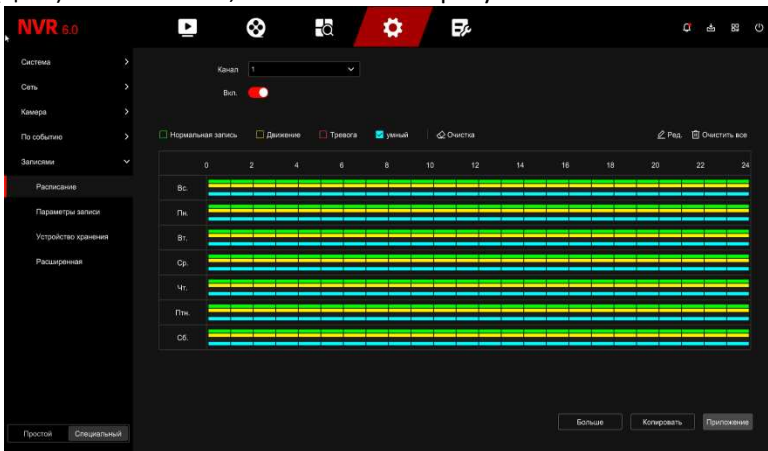 NVR 6.0
Система
Сеть
Камера
По событию
Записями
Расписание
Параметры записи
Устройство хранения
Расширенная
Простой Специальный
Канал 1
Вкл.
Нормальная запись Движение Тревога умный Очистка Ред. Очистить все
0 2 4 6 8 10 12 14 16 18 20 22 24
Вс.
Пн.
Вт.
Ср.
Чт.
Птн.
Сб.
Больше Копировать Приложение